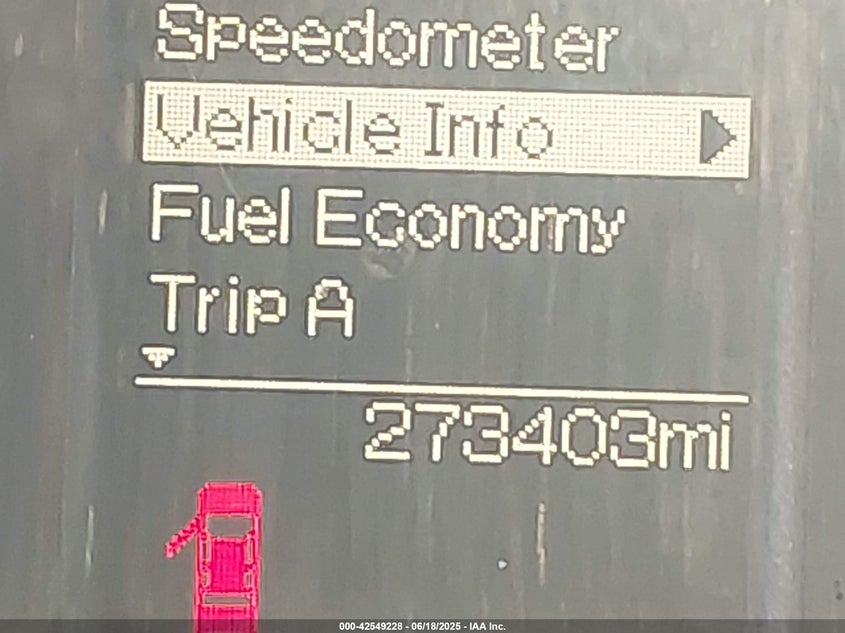 Speedometer
Vehicle Info
Fuel Economy
Trip A
273403mi
000-42549228 - 06/18/2025 - IAA Inc.